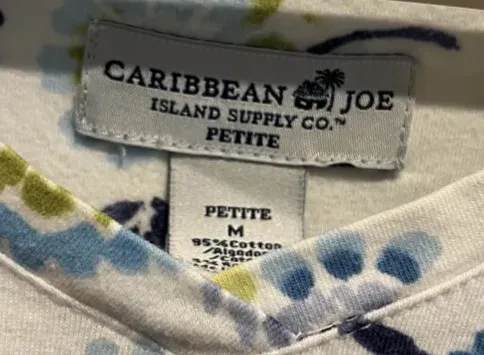 CARIBBEAN JOE
ISLAND SUPPLY CO.™
PETITE
PETITE
M
95%Cotton